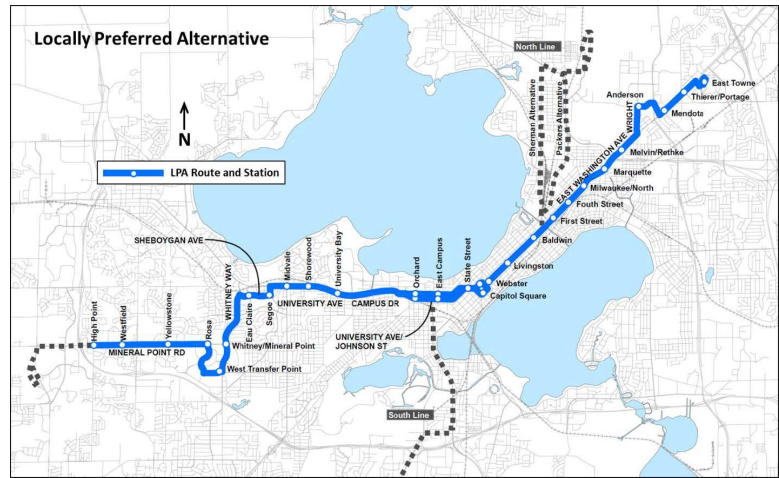 Locally Preferred Alternative
N
LPA Route and Station
North Line
Sherman Alternative
Packers Alternative
East Towne
Thierer/Portage
Anderson
Mendota
WRIGHT
EAST WASHINGTON AVE
Melvin/Rethke
Marquette
Milwaukee/North
Fouth Street
First Street
Baldwin
Livingston
Webster
Capitol Square
State Street
East Campus
Orchard
UNIVERSITY AVE/
JOHNSON ST
CAMPUS DR
UNIVERSITY AVE
University Bay
Shorewood
Midvale
Segoe
Eau Claire
SHEBOYGAN AVE
WHITNEY WAY
Whitney/Mineral Point
West Transfer Point
Rosa
Yellowstone
Westfield
High Point
MINERAL POINT RD
South Line